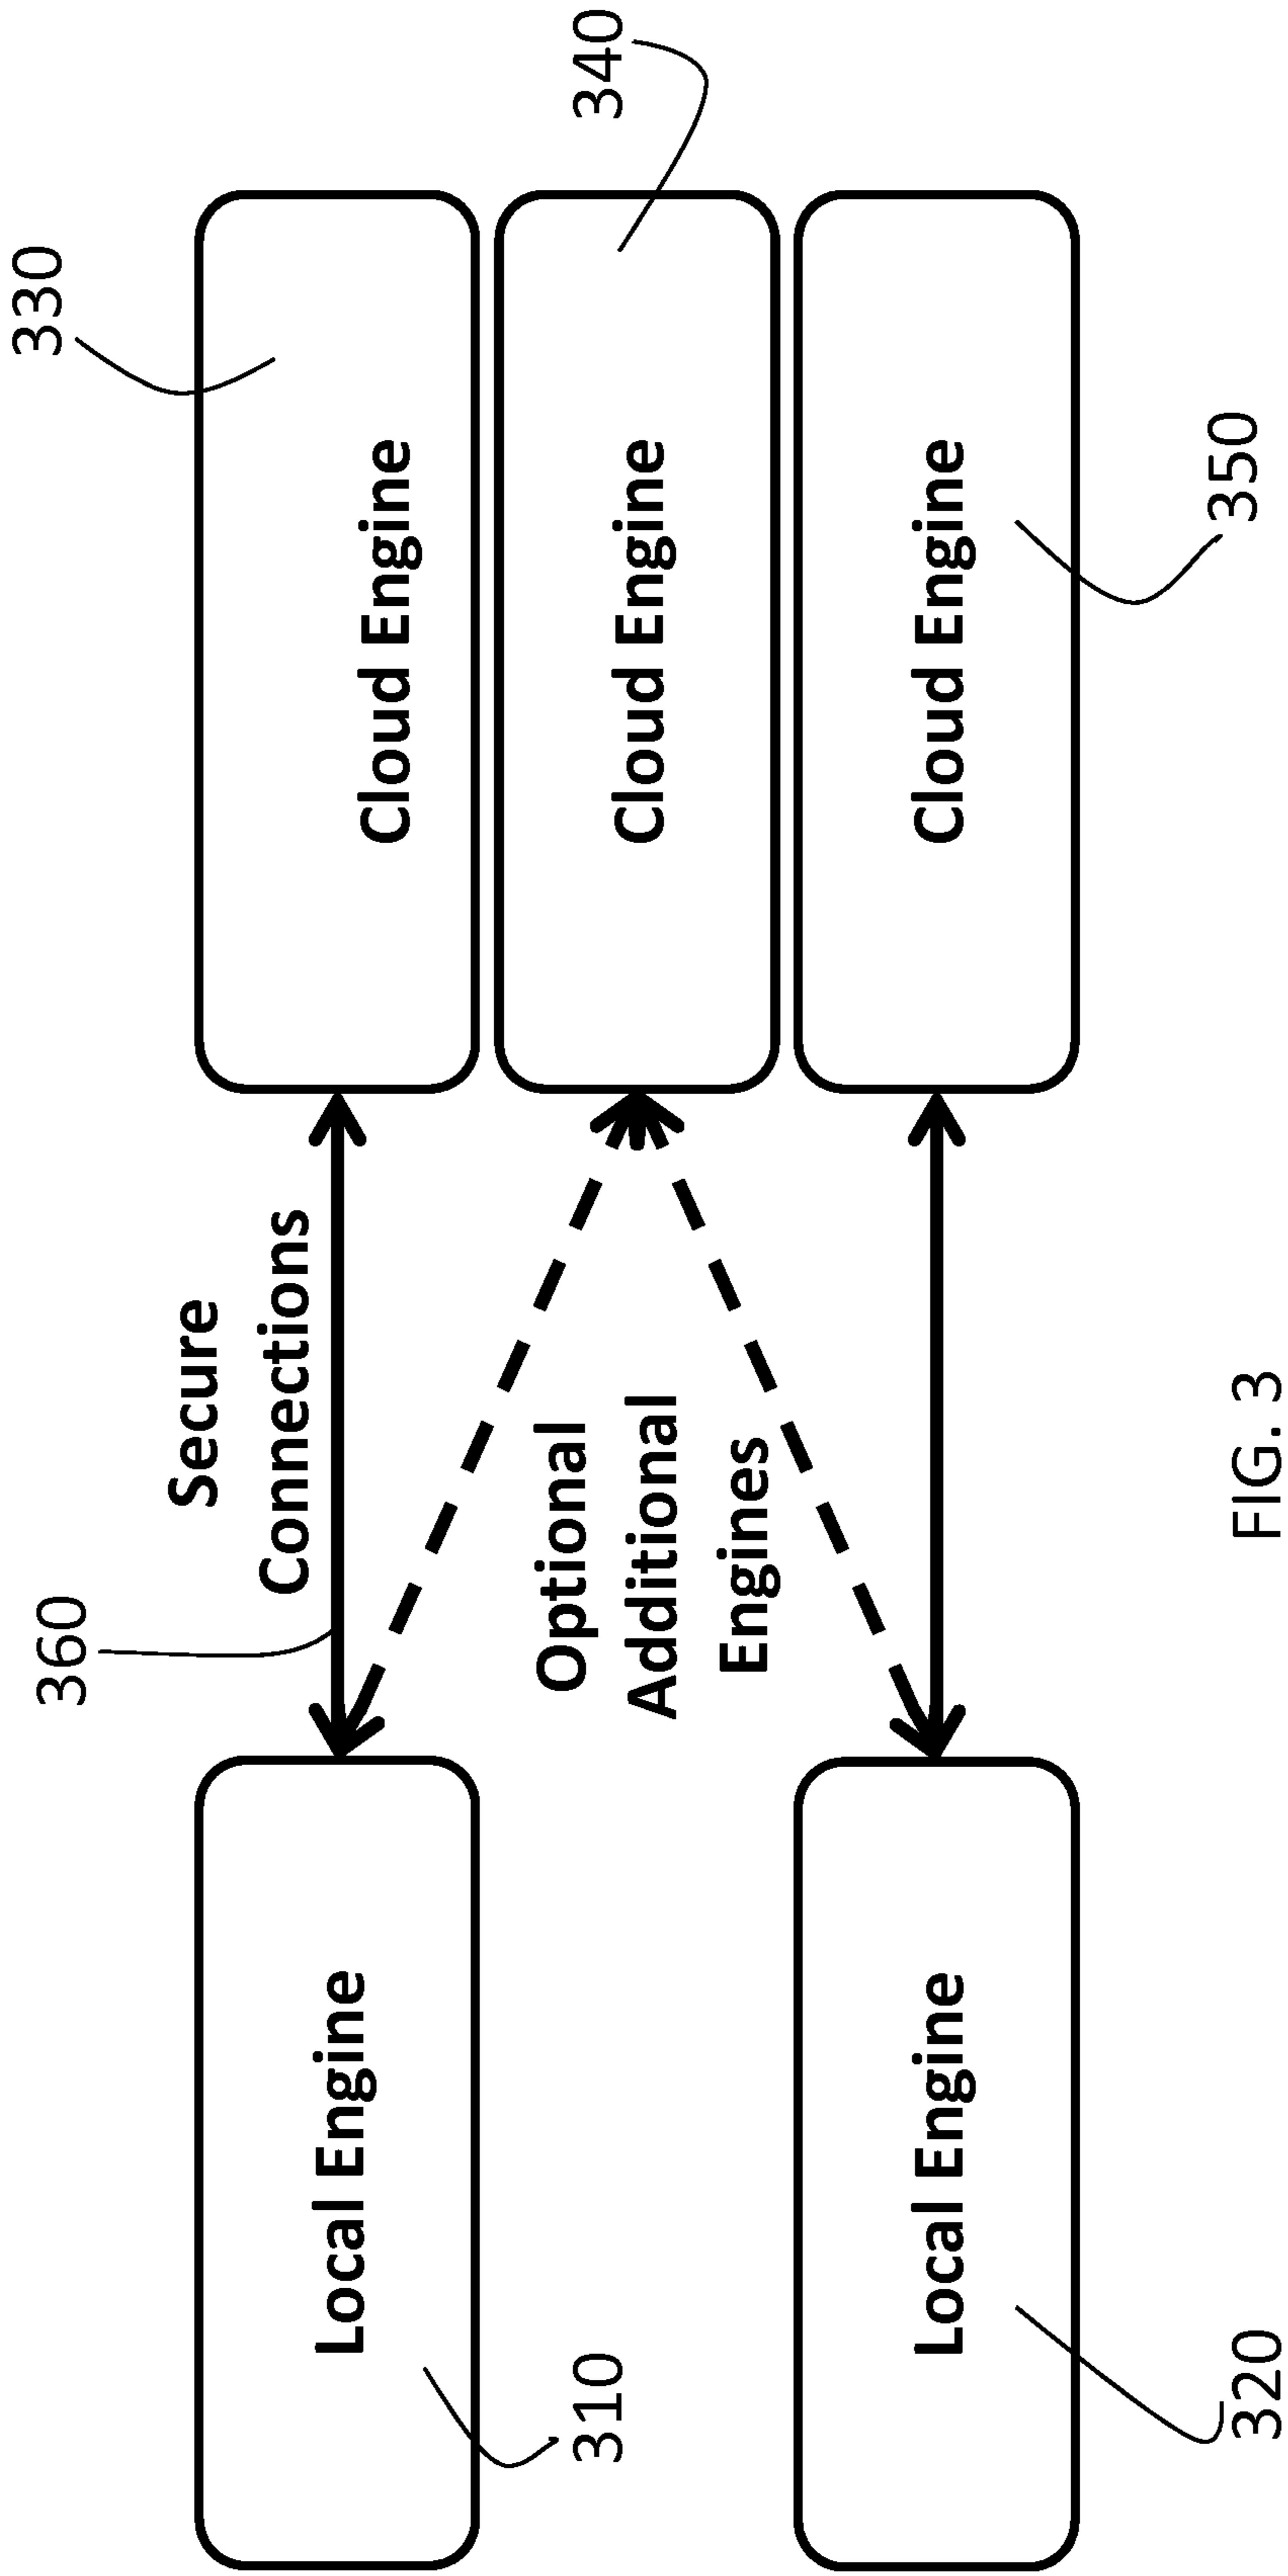 330
340
360
Secure
Connections
Local Engine
Cloud Engine
310
Optional
Additional
Engines
Cloud Engine
Local Engine
Cloud Engine
320
350
FIG. 3